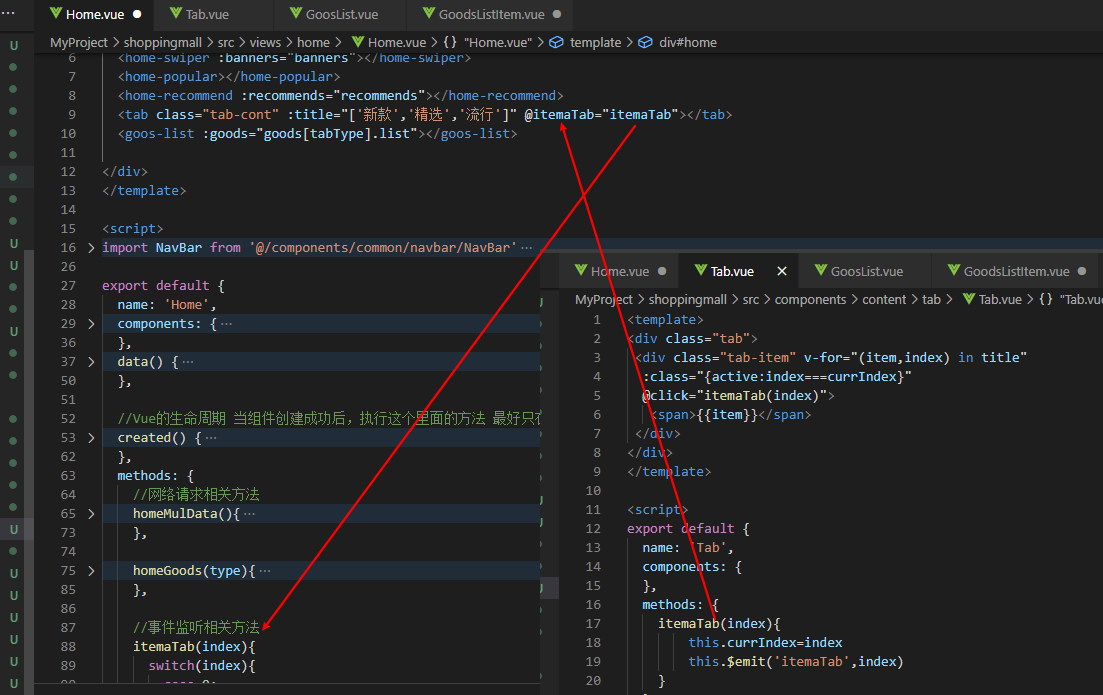 Home.vue
Tab.vue
GoosList.vue
GoodsListItem.vue
MyProject > shoppingmall > src > views > home > Home.vue > {} "Home.vue" > template > div#home
6 <home-swiper :banners="banners"></home-swiper>
7 <home-popular></home-popular>
8 <home-recommend :recommends="recommends"></home-recommend>
9 <tab class="tab-cont" :title="['新款','精选','流行']" @itemaTab="itemaTab"></tab>
10 <goos-list :goods="goods[tabType].list"></goos-list>
11
12 </div>
13 </template>
14
15 <script>
16 > import NavBar from '@/components/common/navbar/NavBar' ···
26
27 export default {
28 name: 'Home',
29 > components: { ···
36 },
37 > data() { ···
50 },
51
52 //Vue的生命周期 当组件创建成功后，执行这个里面的方法 最好只在
53 > created() { ···
62 },
63 methods: {
64 //网络请求相关方法
65 > homeMulData(){ ···
73 },
74
75 > homeGoods(type){ ···
85 },
86
87 //事件监听相关方法
88 itemaTab(index){
89 switch(index){
Home.vue
Tab.vue
GoosList.vue
GoodsListItem.vue
MyProject > shoppingmall > src > components > content > tab > Tab.vue > {} "Tab.vue
1 <template>
2 <div class="tab">
3 <div class="tab-item" v-for="(item,index) in title"
4 :class="{active:index===currIndex}"
5 @click="itemaTab(index)">
6 <span>{{item}}</span>
7 </div>
8 </div>
9 </template>
10
11 <script>
12 export default {
13 name: 'Tab',
14 components: {
15 },
16 methods: {
17 itemaTab(index){
18 this.currIndex=index
19 this.$emit('itemaTab',index)
20 }